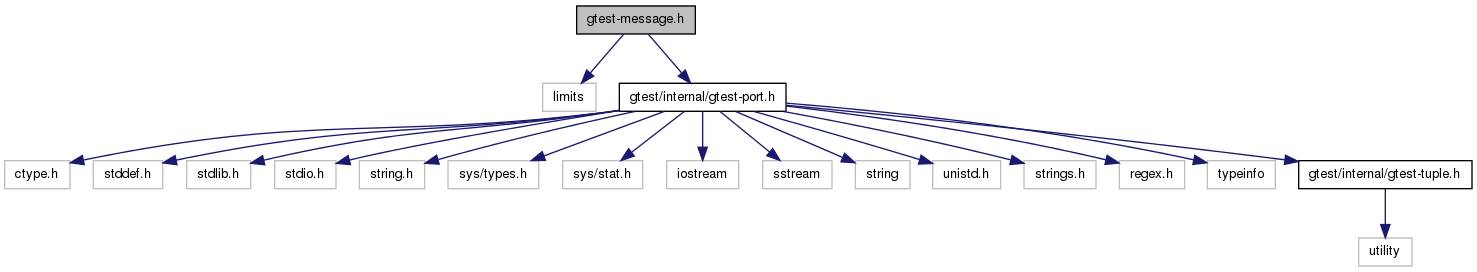 gtest-message.h
limits
gtest/internal/gtest-port.h
ctype.h
stddef.h
stdlib.h
stdio.h
string.h
sys/types.h
sys/stat.h
iostream
sstream
string
unistd.h
strings.h
regex.h
typeinfo
gtest/internal/gtest-tuple.h
utility